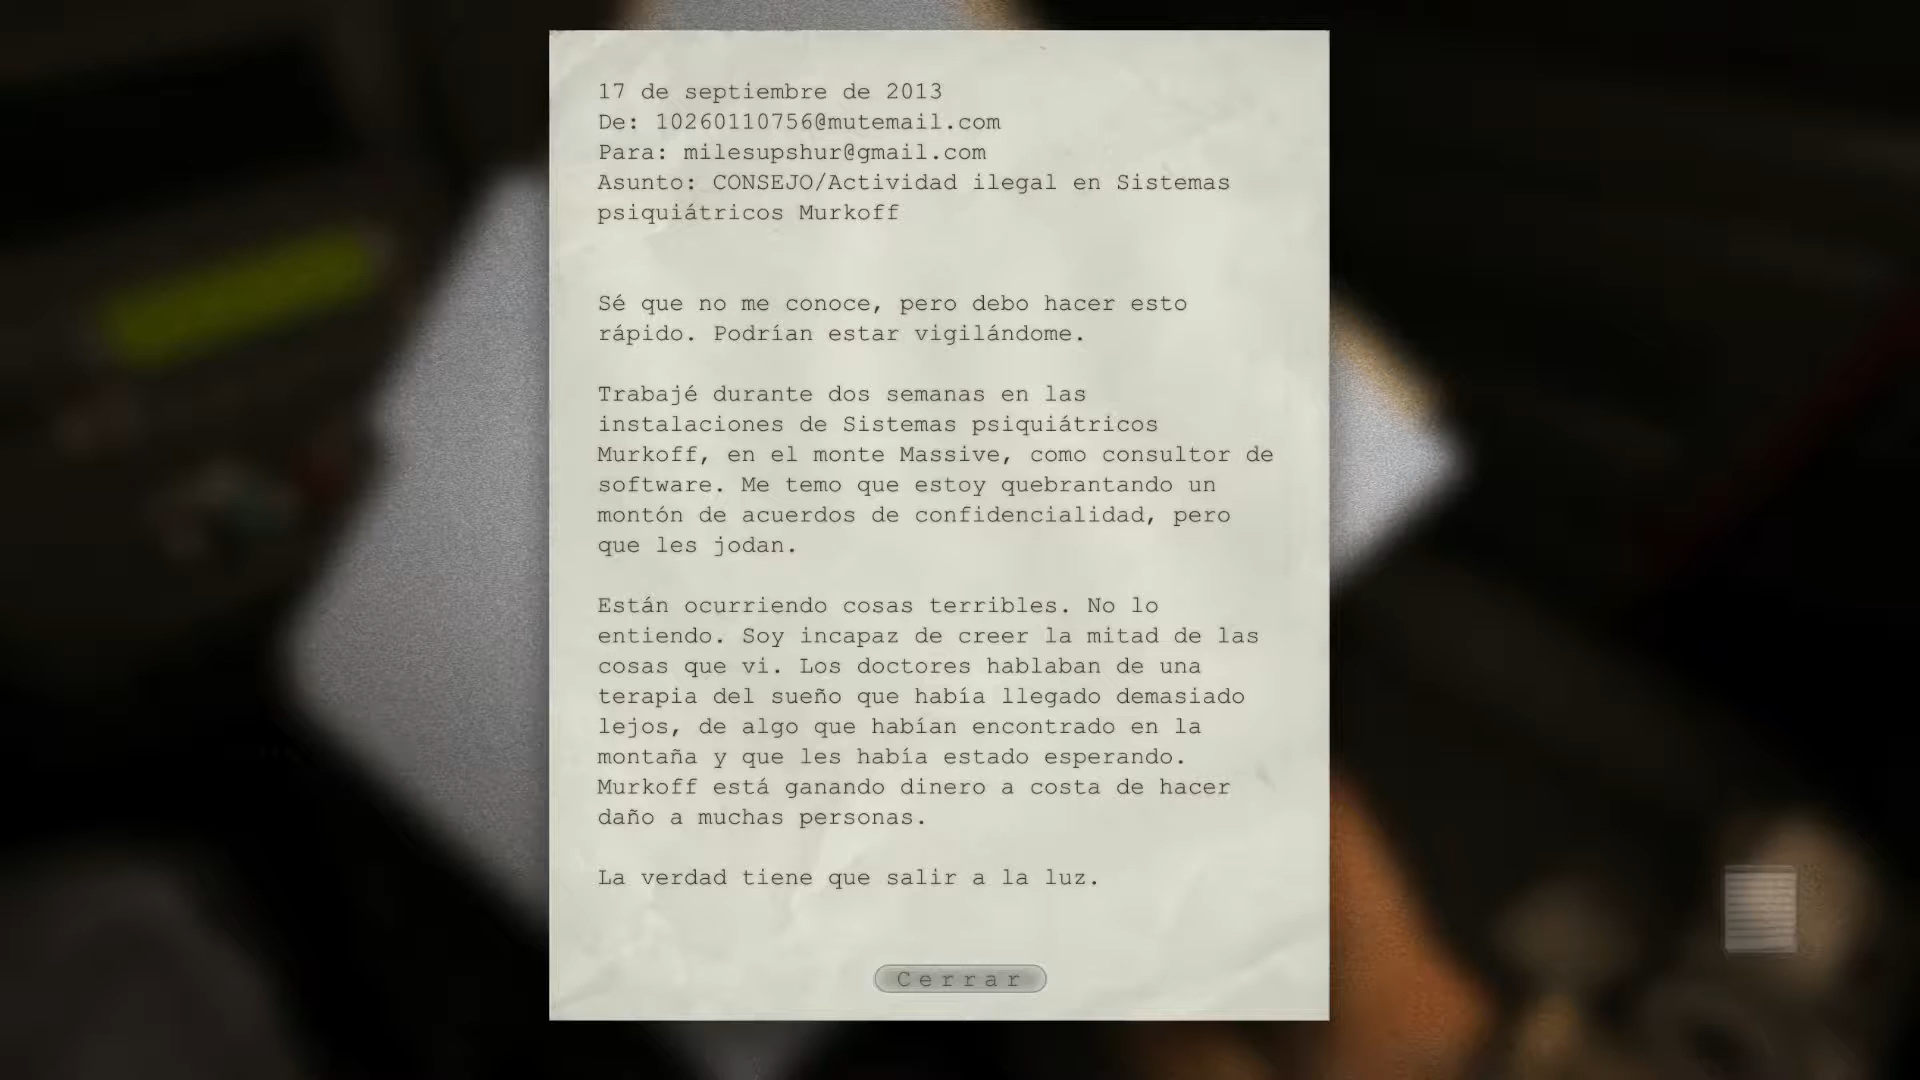 17 de septiembre de 2013
De: 10260110756@mutemail.com
Para: milesupshur@gmail.com
Asunto: CONSEJO/Actividad ilegal en Sistemas
psiquiátricos Murkoff
Sé que no me conoce, pero debo hacer esto
rápido. Podrían estar vigilándome.
Trabajé durante dos semanas en las
instalaciones de Sistemas psiquiátricos
Murkoff, en el monte Massive, como consultor de
software. Me temo que estoy quebrantando un
montón de acuerdos de confidencialidad, pero
que les jodan.
Están ocurriendo cosas terribles. No lo
entiendo. Soy incapaz de creer la mitad de las
cosas que vi. Los doctores hablaban de una
terapia del sueño que había llegado demasiado
lejos, de algo que habían encontrado en la
montaña y que les había estado esperando.
Murkoff está ganando dinero a costa de hacer
daño a muchas personas.
La verdad tiene que salir a la luz.
Cerrar